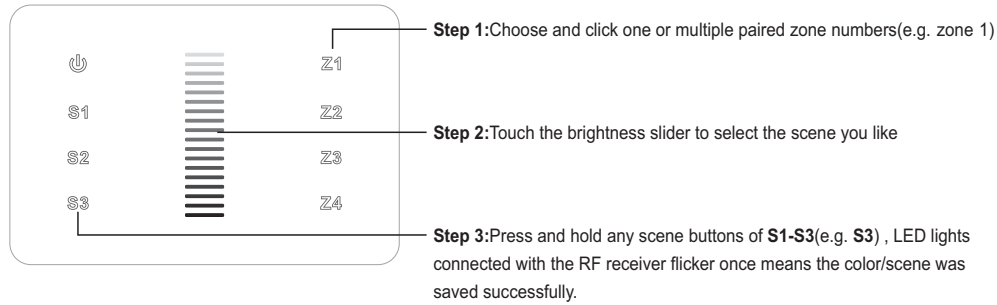 Step 1:Choose and click one or multiple paired zone numbers(e.g. zone 1)
Z1
S1
Z2
Step 2:Touch the brightness slider to select the scene you like
S2
Z3
S3
Z4
Step 3:Press and hold any scene buttons of S1-S3(e.g. S3) , LED lights
connected with the RF receiver flicker once means the color/scene was
saved successfully.